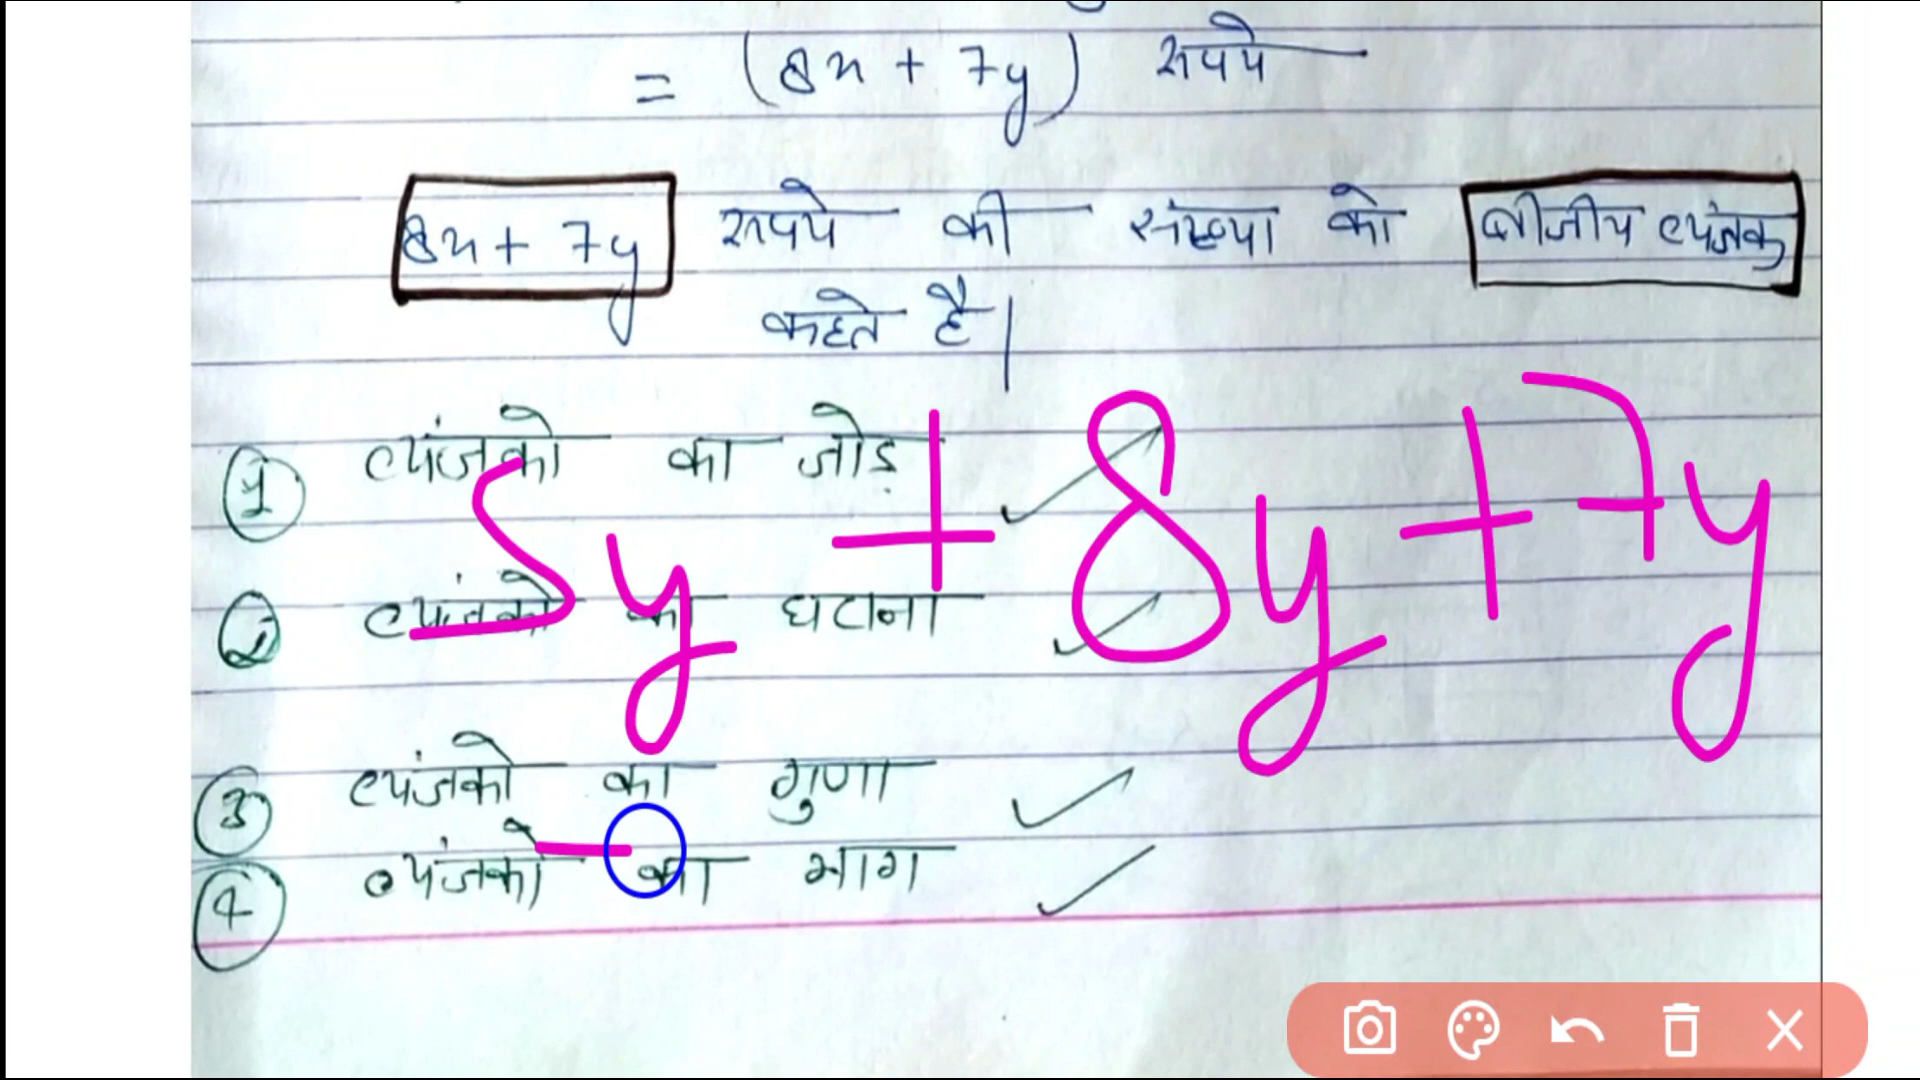 = (8x + 7y) रूपये
8x + 7y रूपये की संख्या को बीजीय व्यंजक
कहते है|
1 व्यंजको का जोड़
5y + 8y + 7y
2 व्यंजको का घटाना
3 व्यंजको का गुणा
4 व्यंजको का भाग